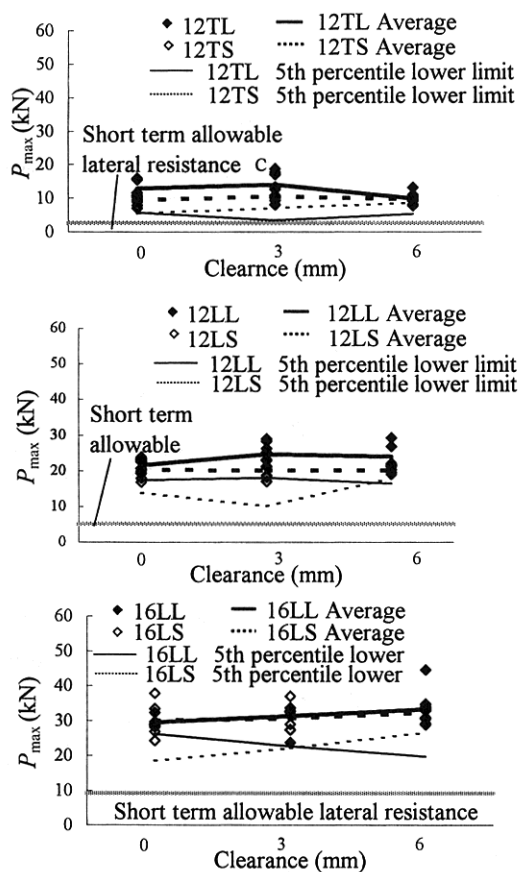 12TL 12TL Average
12TS 12TS Average
12TL 5th percentile lower limit
12TS 5th percentile lower limit
Pmax (kN)
60
50
40
30
20
10
0
Short term allowable
lateral resistance C
0 3 6
Clearnce (mm)
12LL 12LL Average
12LS 12LS Average
12LL 5th percentile lower limit
12LS 5th percentile lower limit
Pmax (kN)
60
50
40
30
20
10
0
Short term
allowable
0 3 6
Clearance (mm)
16LL 16LL Average
16LS 16LS Average
16LL 5th percentile lower
16LS 5th percentile lower
Pmax (kN)
60
50
40
30
20
10
0
Short term allowable lateral resistance
0 3 6
Clearance (mm)